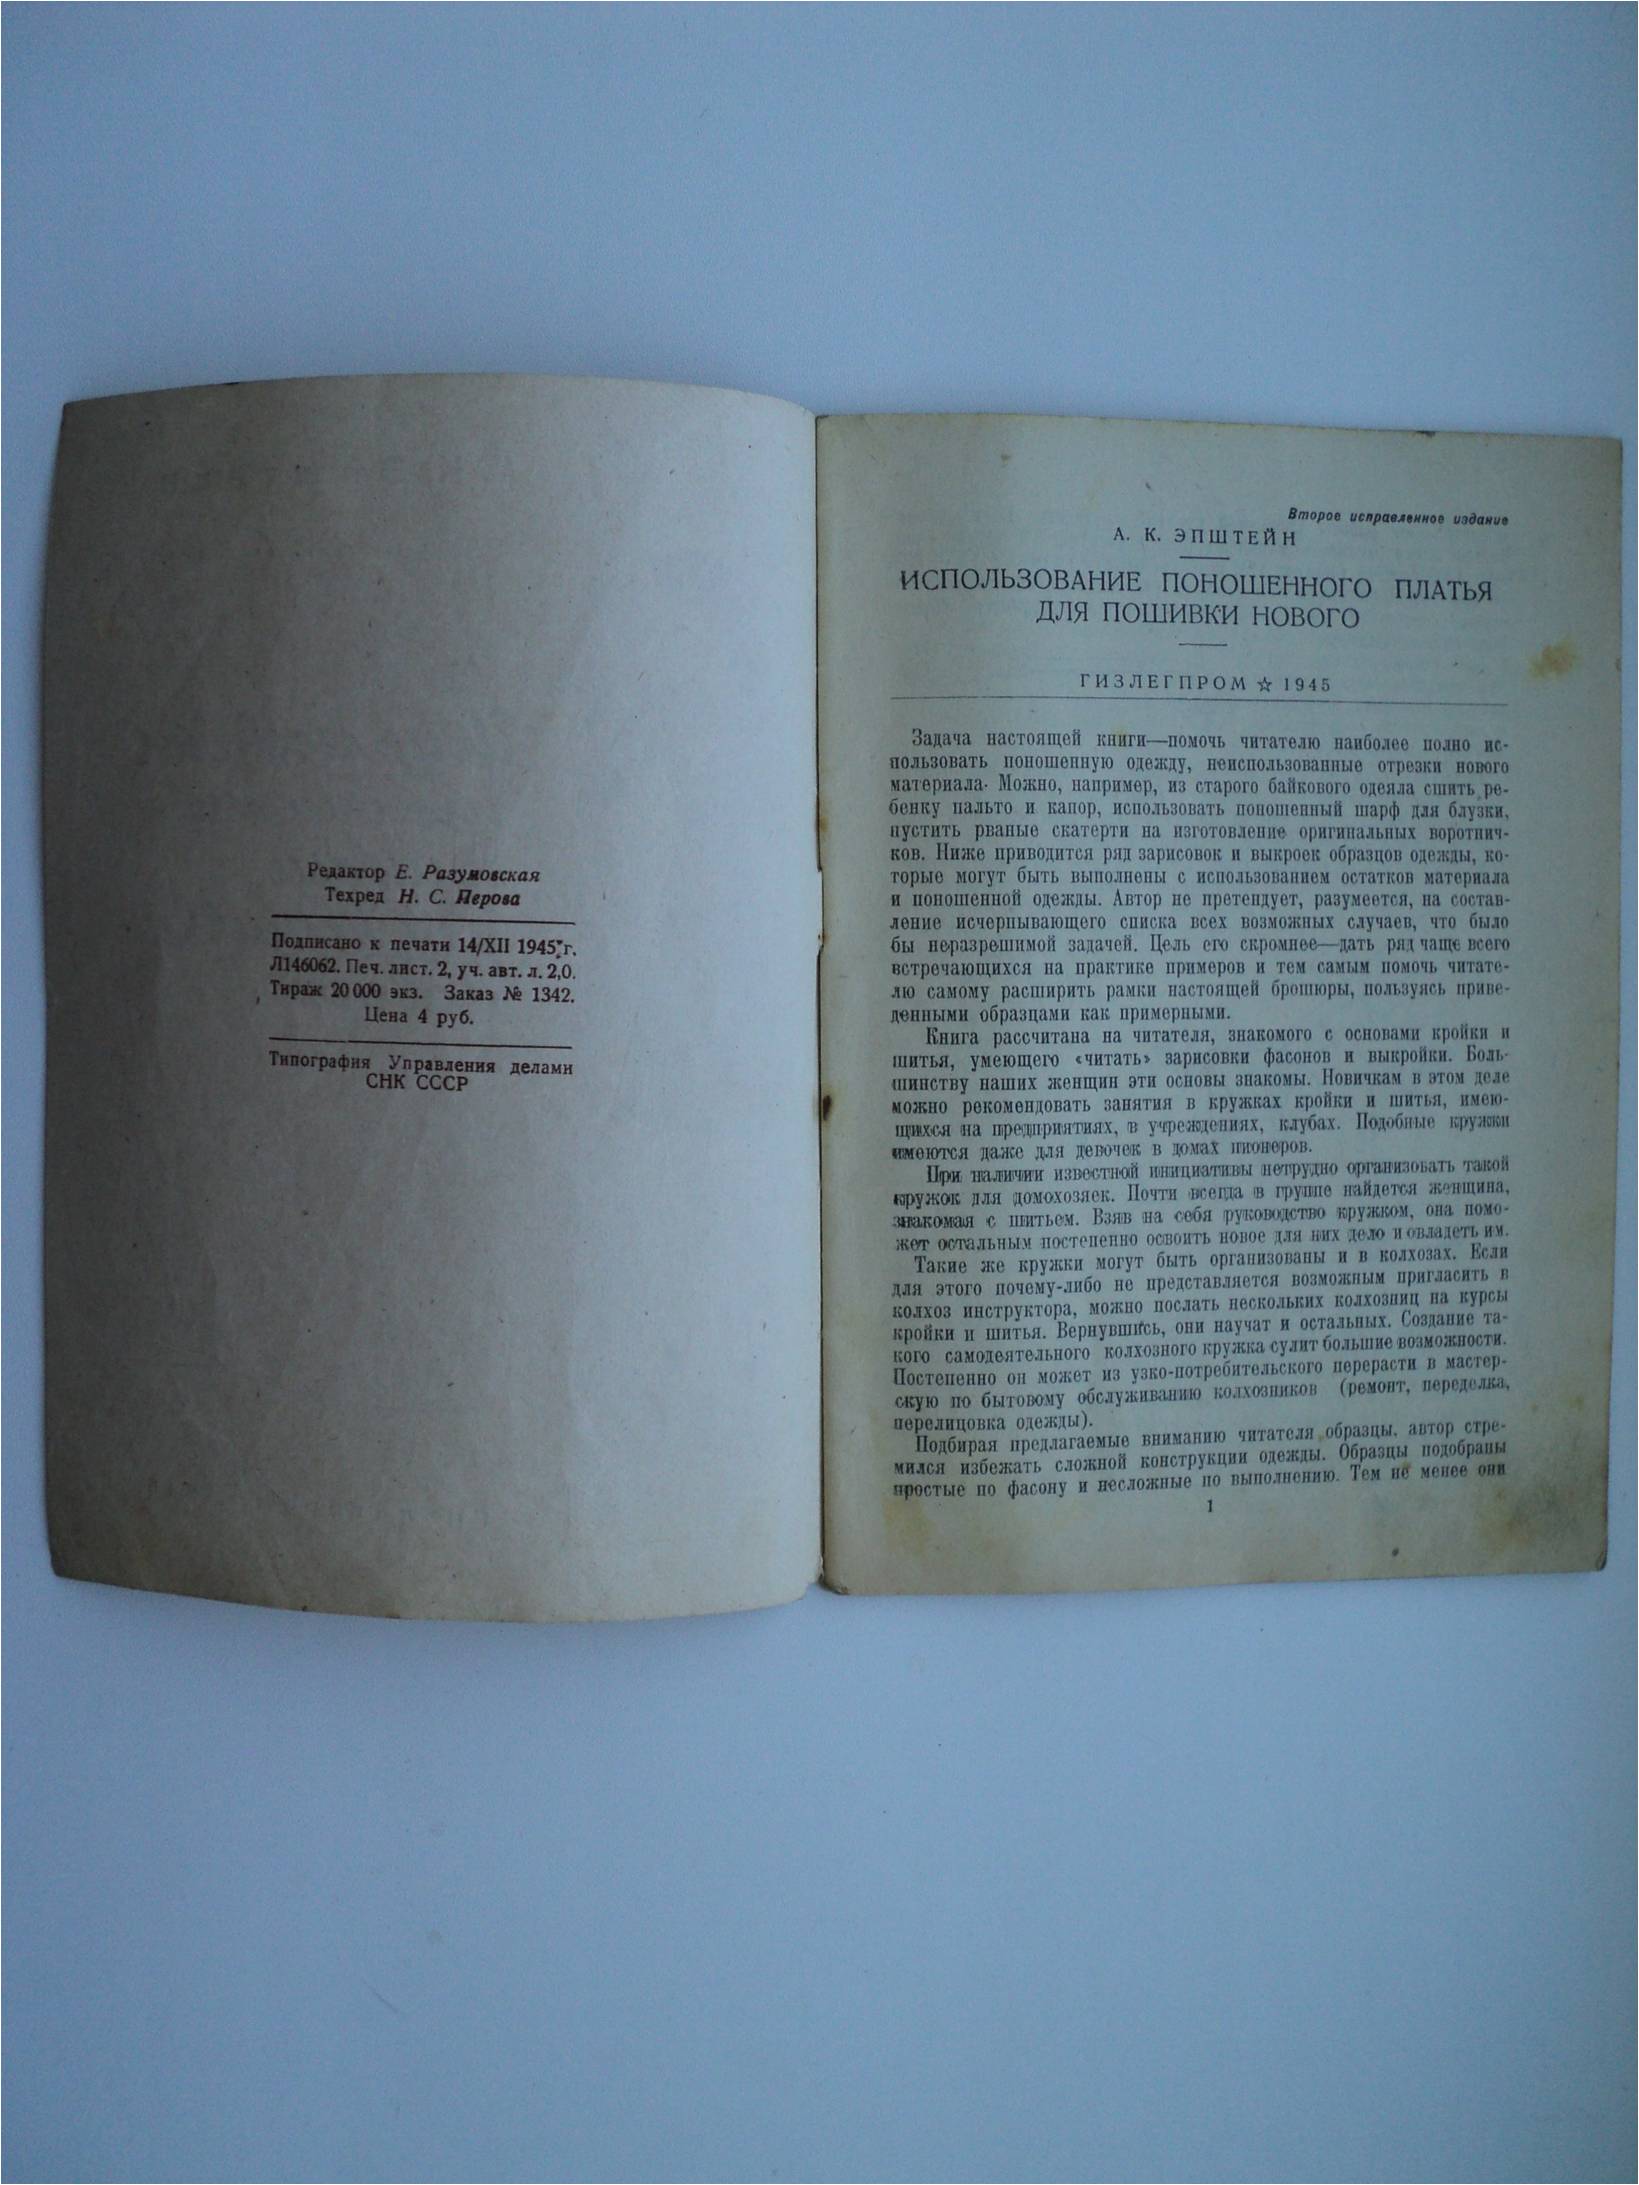 Редактор Е. Разумовская
Техред Н. С. Перова
Подписано к печати 14/XII 1945 г.
Л146062. Печ. лист. 2, уч. авт. л. 2,0.
Тираж 20 000 экз. Заказ № 1342.
Цена 4 руб.
Типография Управления делами
СНК СССР
Второе исправленное издание
А. К. ЭПШТЕЙН
ИСПОЛЬЗОВАНИЕ ПОНОШЕННОГО ПЛАТЬЯ
ДЛЯ ПОШИВКИ НОВОГО
ГИЗЛЕГПРОМ ☆ 1945
Задача настоящей книги—помочь читателю наиболее полно ис-
пользовать поношенную одежду, неиспользованные отрезки нового
материала. Можно, например, из старого байкового одеяла сшить ре-
бенку пальто и капор, использовать поношенный шарф для блузки,
пустить рваные скатерти на изготовление оригинальных воротнич-
ков. Ниже приводится ряд зарисовок и выкроек образцов одежды, ко-
торые могут быть выполнены с использованием остатков материала
и поношенной одежды. Автор не претендует, разумеется, на состав-
ление исчерпывающего списка всех возможных случаев, что было
бы неразрешимой задачей. Цель его скромнее—дать ряд чаще всего
встречающихся на практике примеров и тем самым помочь читате-
лю самому расширить рамки настоящей брошюры, пользуясь приве-
денными образцами как примерными.
Книга рассчитана на читателя, знакомого с основами кройки и
шитья, умеющего «читать» зарисовки фасонов и выкройки. Боль-
шинству наших женщин эти основы знакомы. Новичкам в этом деле
можно рекомендовать занятия в кружках кройки и шитья, имею-
щихся на предприятиях, в учреждениях, клубах. Подобные кружки
имеются даже для девочек в домах пионеров.
При наличии известной инициативы нетрудно организовать такой
кружок для домохозяек. Почти всегда в группе найдется женщина,
знакомая с шитьем. Взяв на себя руководство кружком, она помо-
жет остальным постепенно освоить новое для них дело и овладеть им.
Такие же кружки могут быть организованы и в колхозах. Если
для этого почему-либо не представляется возможным пригласить в
колхоз инструктора, можно послать нескольких колхозниц на курсы
кройки и шитья. Вернувшись, они научат и остальных. Создание та-
кого самодеятельного колхозного кружка сулит большие возможности.
Постепенно он может из узко-потребительского перерасти в мастер-
скую по бытовому обслуживанию колхозников (ремонт, переделка,
перелицовка одежды).
Подбирая предлагаемые вниманию читателя образцы, автор стре-
мился избежать сложной конструкции одежды. Образцы подобраны
простые по фасону и несложные по выполнению. Тем не менее они
1